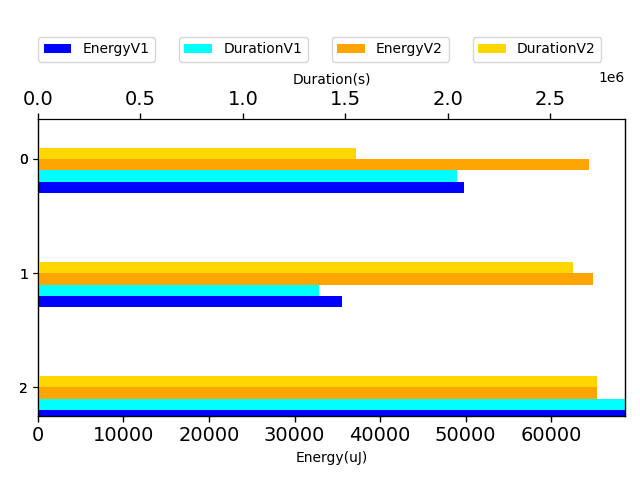 EnergyV1 DurationV1 EnergyV2 DurationV2
Duration(s)
1e6
0.0 0.5 1.0 1.5 2.0 2.5
0
1
2
0 10000 20000 30000 40000 50000 60000
Energy(uJ)